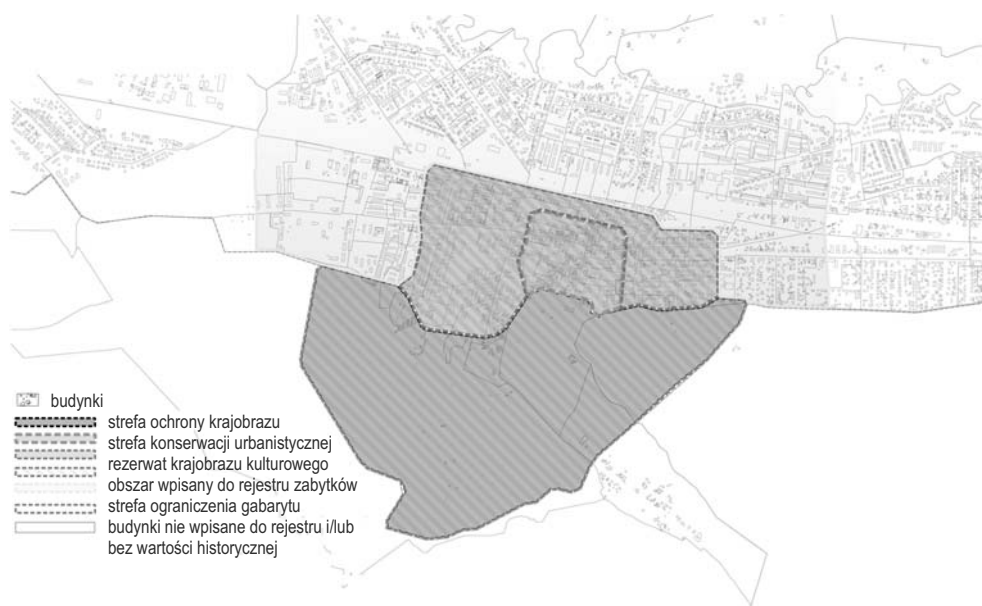 budynki
strefa ochrony krajobrazu
strefa konserwacji urbanistycznej
rezerwat krajobrazu kulturowego
obszar wpisany do rejestru zabytków
strefa ograniczenia gabarytu
budynki nie wpisane do rejestru i/lub
bez wartości historycznej